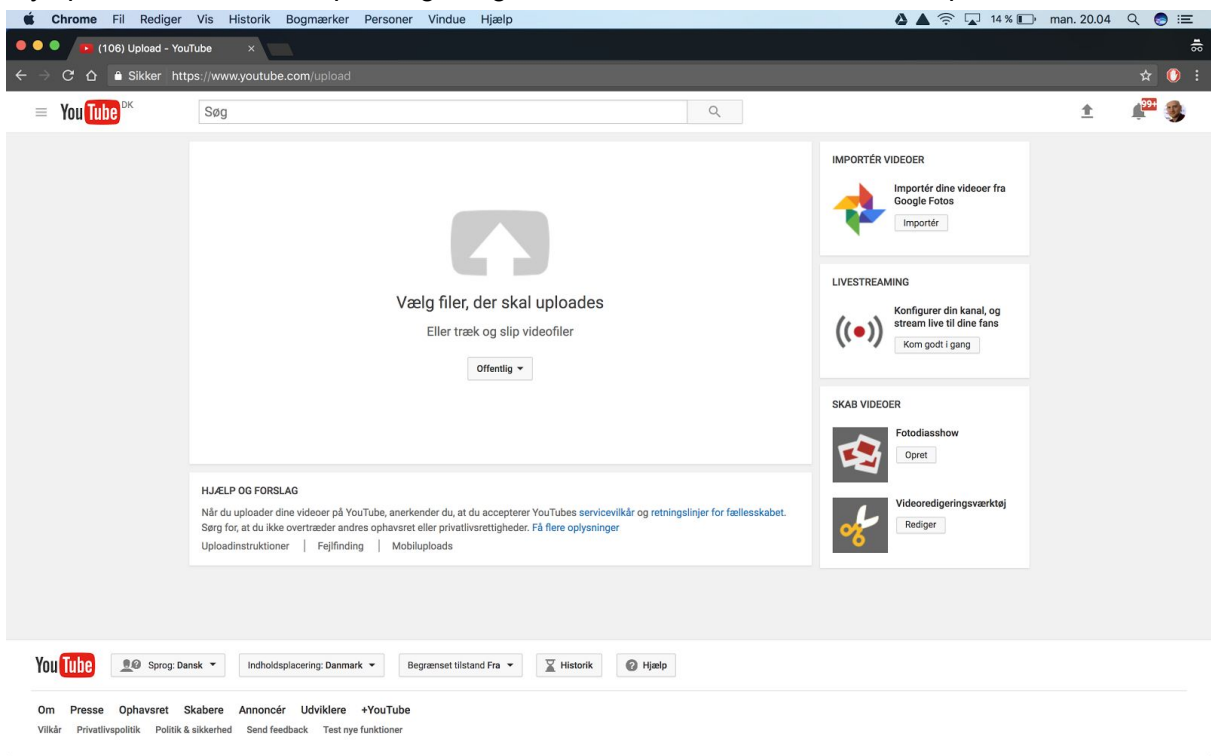 Chrome Fil Rediger Vis Historik Bogmærker Personer Vindue Hjælp 14 % man. 20.04
(106) Upload - YouTube
Sikker https://www.youtube.com/upload
YouTube DK Søg 99+
Vælg filer, der skal uploades
Eller træk og slip videofiler
Offentlig
HJÆLP OG FORSLAG
Når du uploader dine videoer på YouTube, anerkender du, at du accepterer YouTubes servicevilkår og retningslinjer for fællesskabet.
Sørg for, at du ikke overtræder andres ophavsret eller privatlivsrettigheder. Få flere oplysninger
Uploadinstruktioner | Fejlfinding | Mobiluploads
IMPORTÉR VIDEOER
Importér dine videoer fra
Google Fotos
Importér
LIVESTREAMING
Konfigurer din kanal, og
stream live til dine fans
Kom godt i gang
SKAB VIDEOER
Fotodiasshow
Opret
Videoredigeringsværktøj
Rediger
YouTube Sprog: Dansk Indholdsplacering: Danmark Begrænset tilstand Fra Historik Hjælp
Om Presse Ophavsret Skabere Annoncér Udviklere +YouTube
Vilkår Privatlivspolitik Politik & sikkerhed Send feedback Test nye funktioner